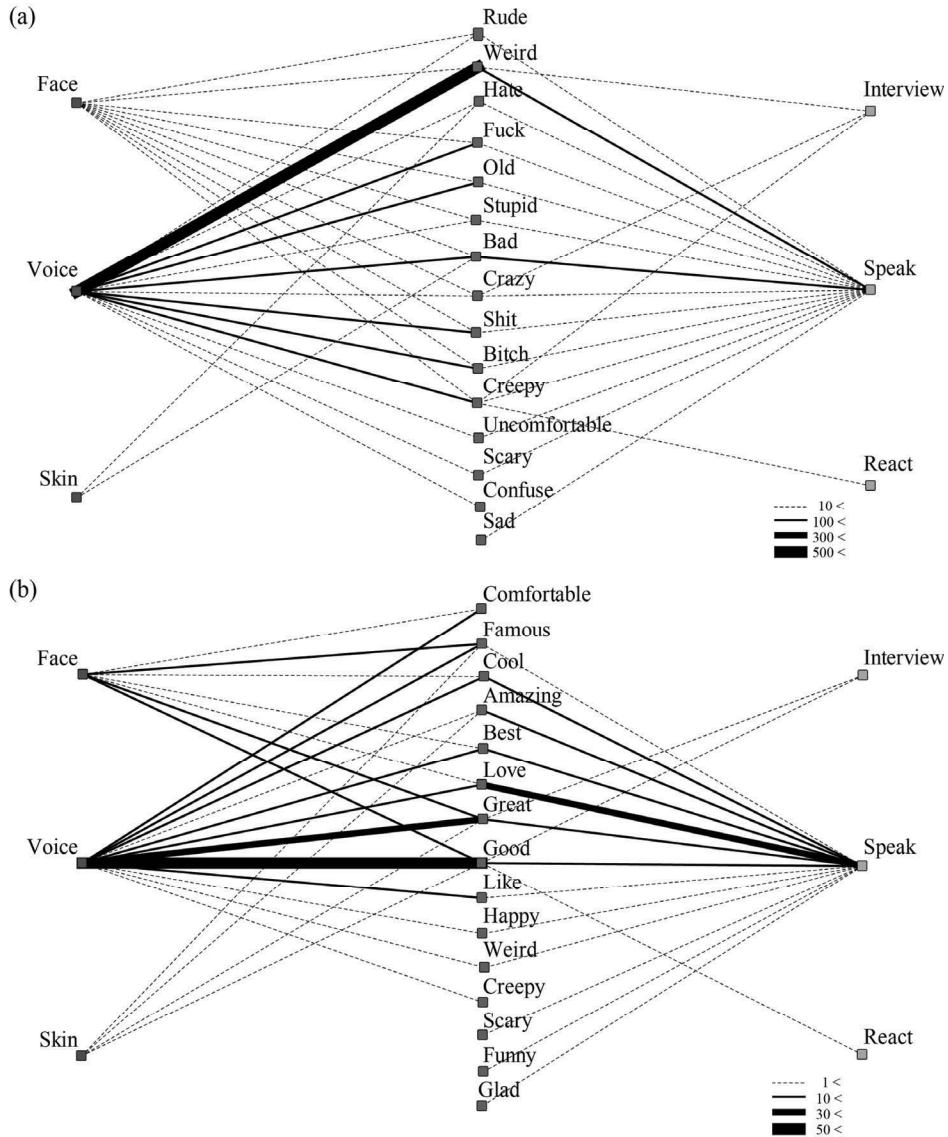 (a)
Rude
Weird
Face
Hate
Interview
Fuck
Old
Stupid
Bad
Voice
Speak
Crazy
Shit
Bitch
Creepy
Uncomfortable
Scary
Skin
React
Confuse
Sad
10 <
100 <
300 <
500 <
(b)
Comfortable
Famous
Face
Cool
Interview
Amazing
Best
Love
Great
Voice
Good
Speak
Like
Happy
Weird
Creepy
Scary
Skin
React
Funny
Glad
1 <
10 <
30 <
50 <